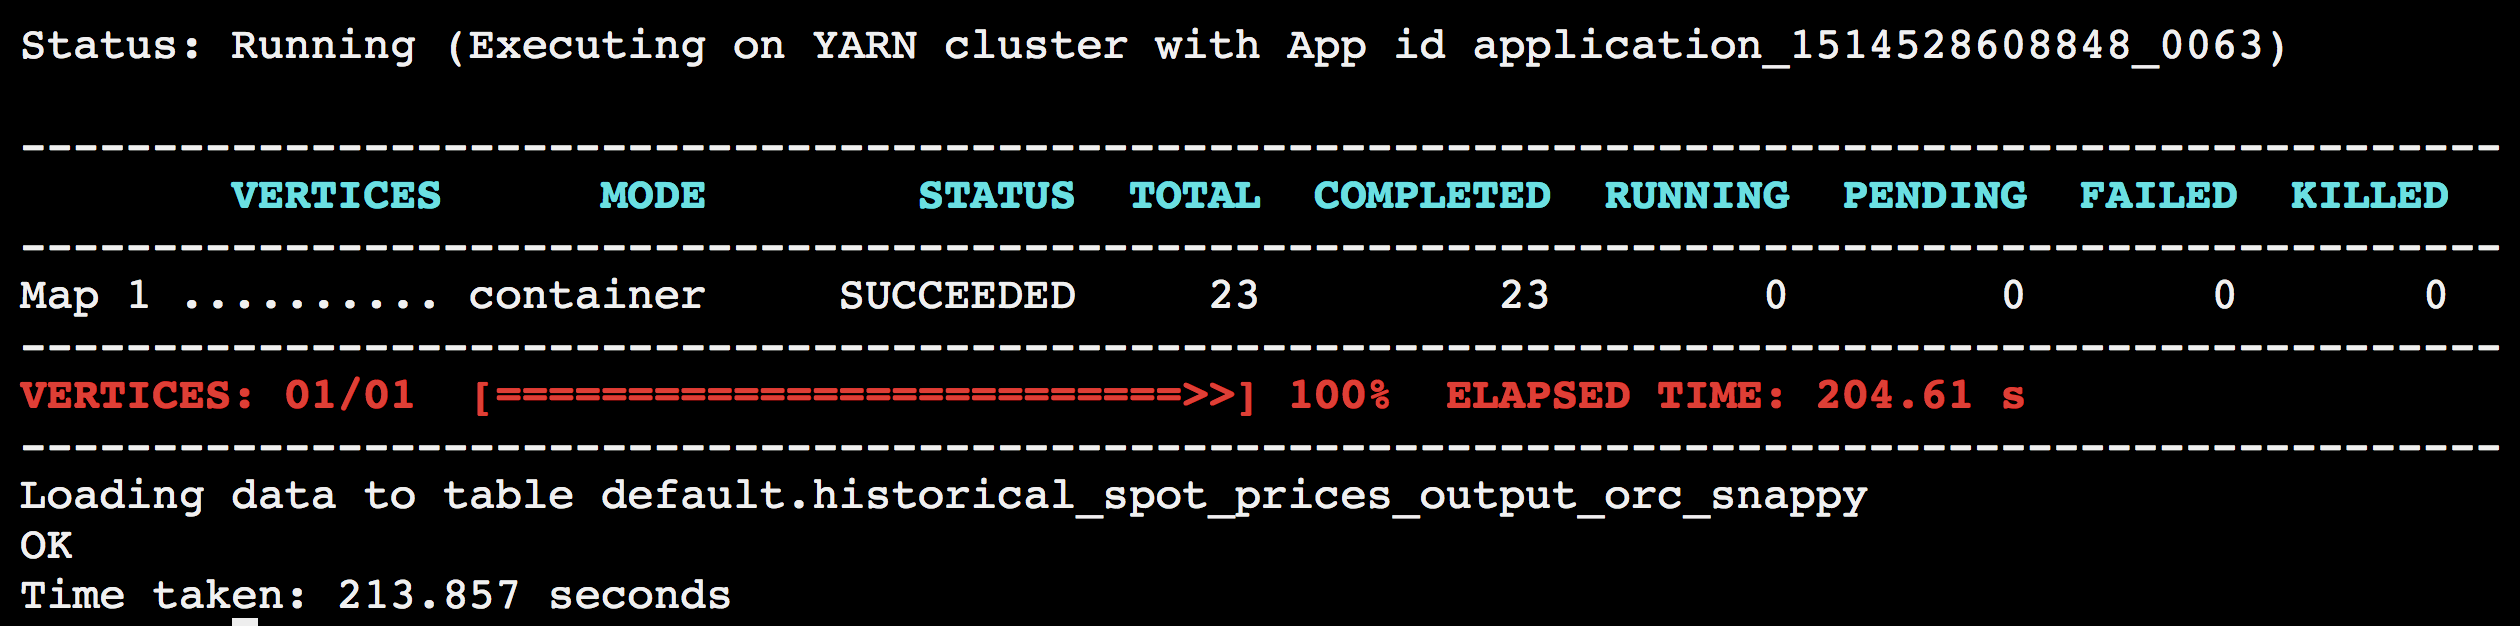 Status: Running (Executing on YARN cluster with App id application_1514528608848_0063)
----------------------------------------------------------------------------------------------
        VERTICES      MODE        STATUS  TOTAL  COMPLETED  RUNNING  PENDING  FAILED  KILLED
----------------------------------------------------------------------------------------------
Map 1 .......... container     SUCCEEDED     23         23        0        0       0       0
----------------------------------------------------------------------------------------------
VERTICES: 01/01  [==========================>>] 100%  ELAPSED TIME: 204.61 s
----------------------------------------------------------------------------------------------
Loading data to table default.historical_spot_prices_output_orc_snappy
OK
Time taken: 213.857 seconds